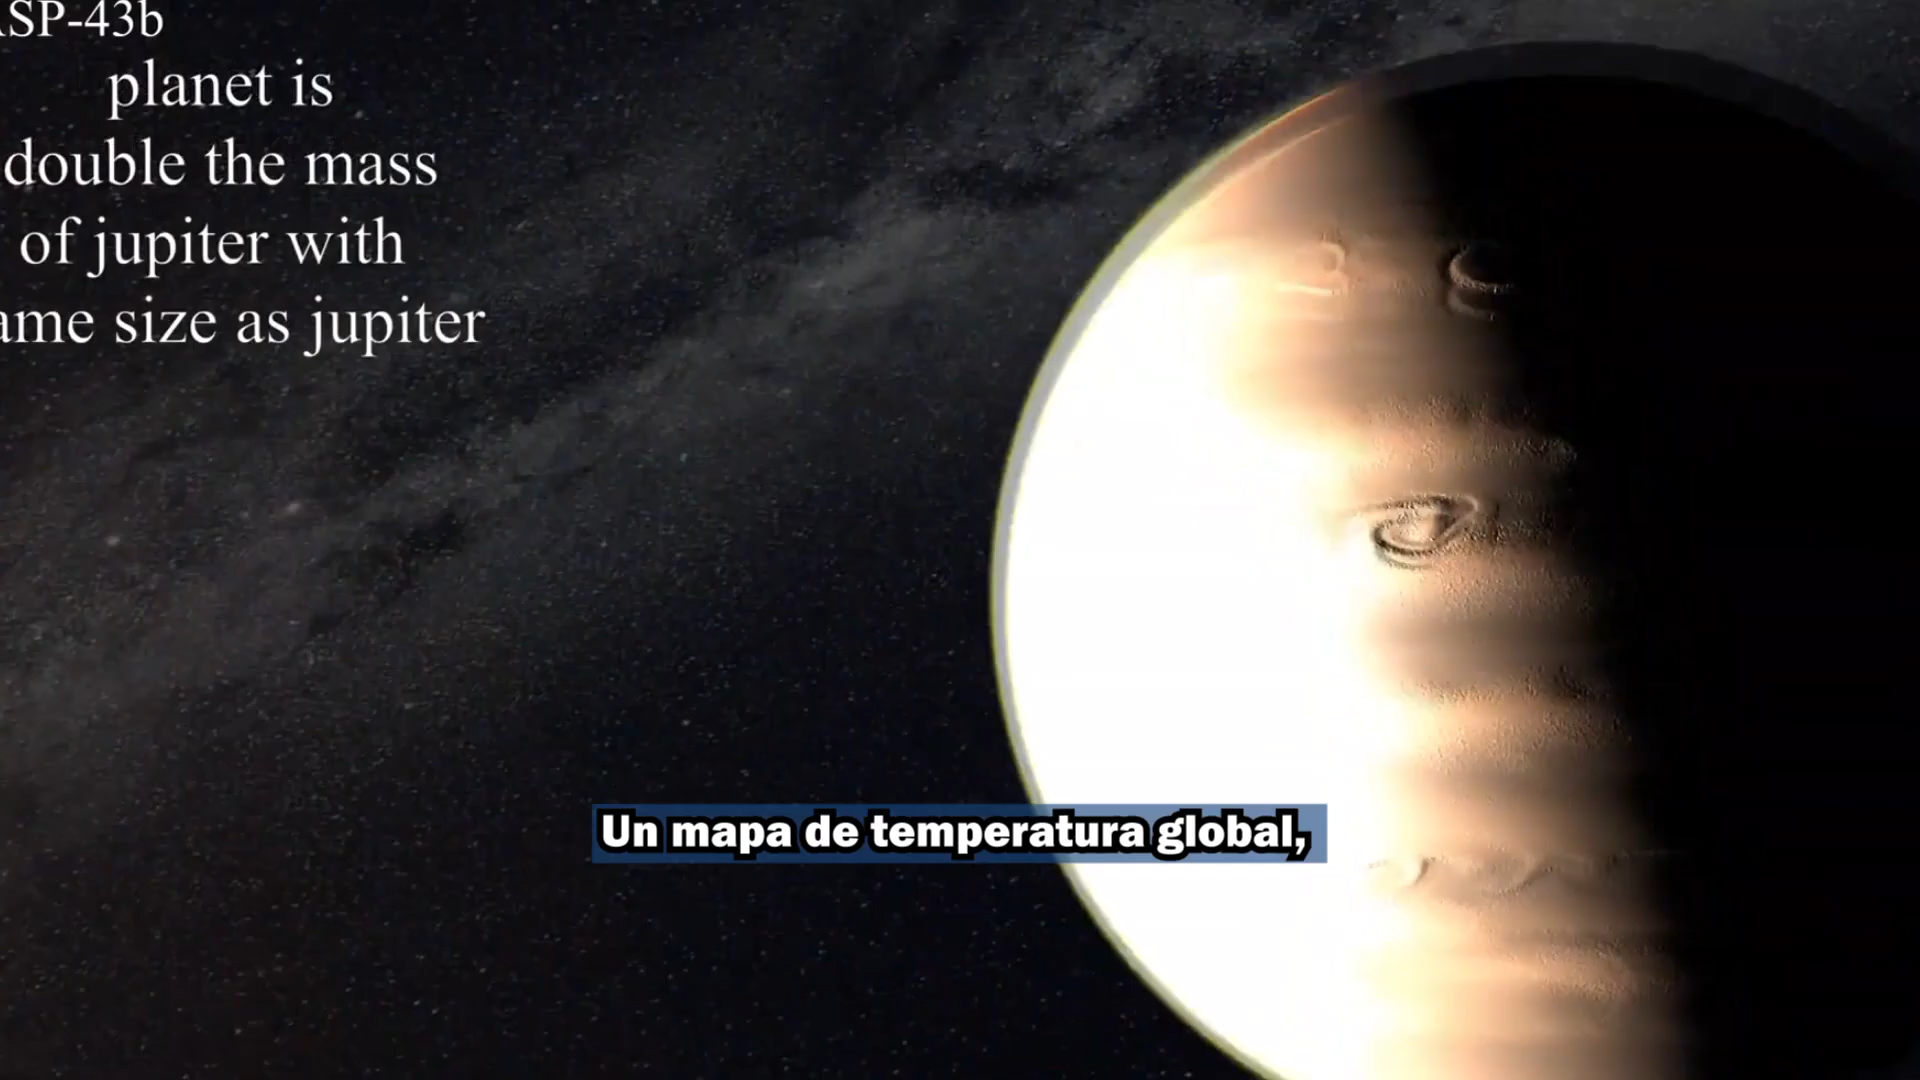 SP-43b
planet is
double the mass
of jupiter with
ame size as jupiter
Un mapa de temperatura global,